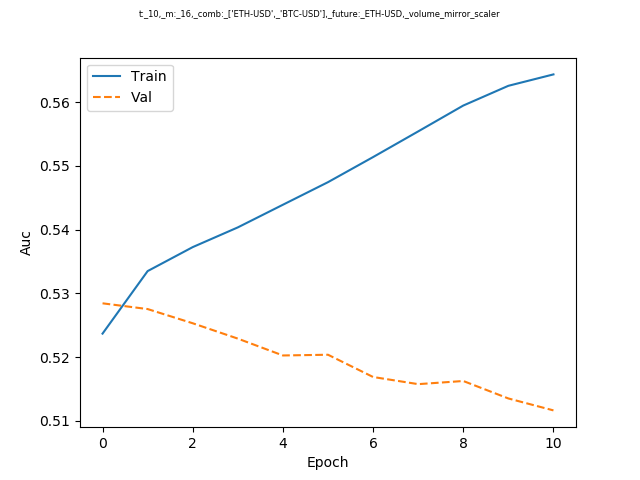 t:_10,_m:_16,_comb:_['ETH-USD',_'BTC-USD'],_future:_ETH-USD,_volume_mirror_scaler
Train
Val
0.56
0.55
0.54
0.53
0.52
0.51
Auc
0 2 4 6 8 10
Epoch